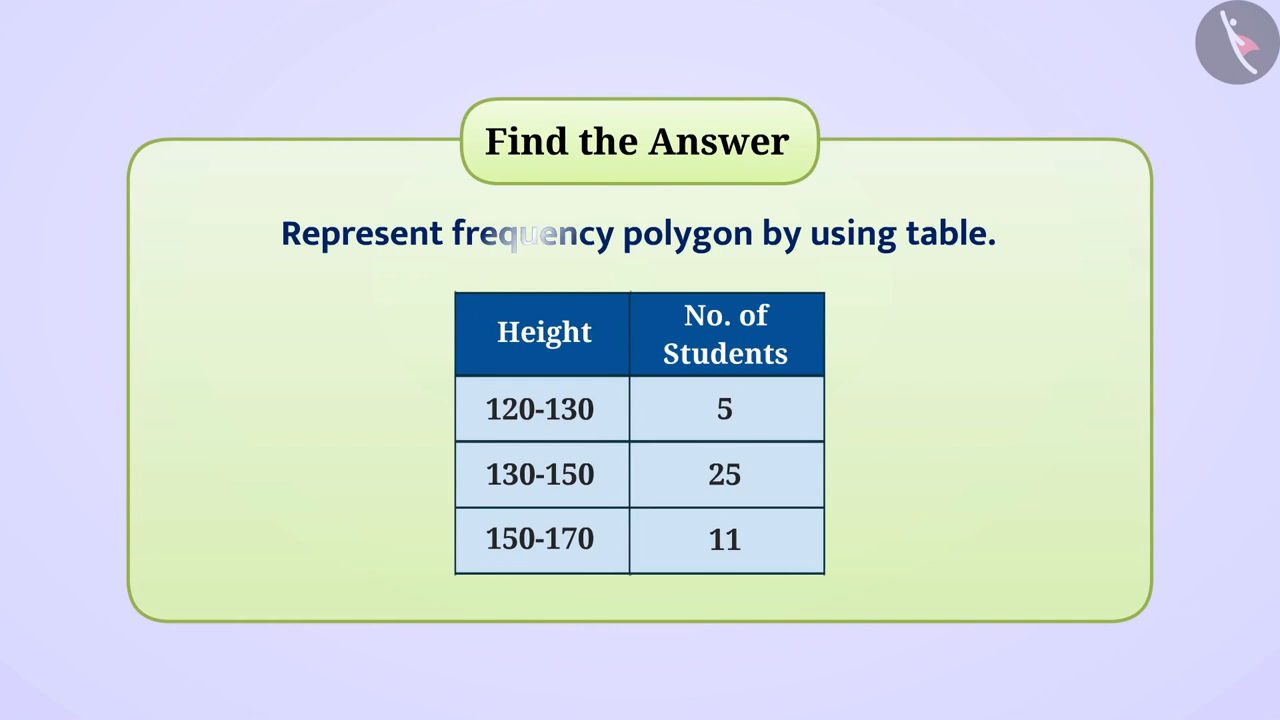 Find the Answer
Represent frequency polygon by using table.
Height No. of Students
120-130 5
130-150 25
150-170 11